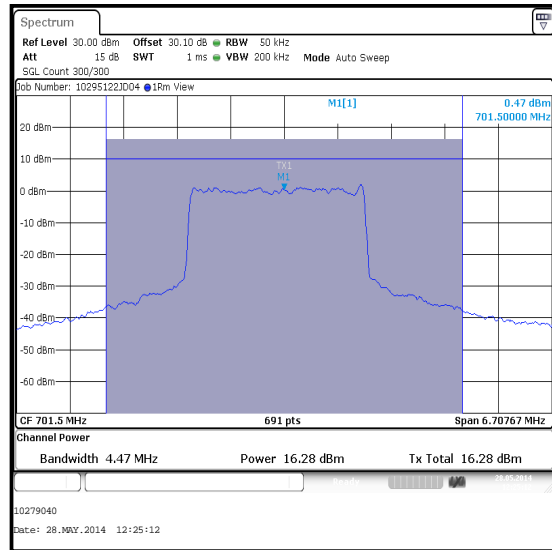 Spectrum
Ref Level 30.00 dBm Offset 30.10 dB RBW 50 kHz
Att 15 dB SWT 1 ms VBW 200 kHz Mode Auto Sweep
SGL Count 300/300
Job Number: 10295122JD04 1Rm View
M1[1] 0.47 dBm
701.50000 MHz
20 dBm
10 dBm
TX1
M1
0 dBm
-10 dBm
-20 dBm
-30 dBm
-40 dBm
-50 dBm
-60 dBm
CF 701.5 MHz 691 pts Span 6.70767 MHz
Channel Power
Bandwidth 4.47 MHz Power 16.28 dBm Tx Total 16.28 dBm
Ready 28.05.2014
10279040
Date: 28.MAY.2014 12:25:12